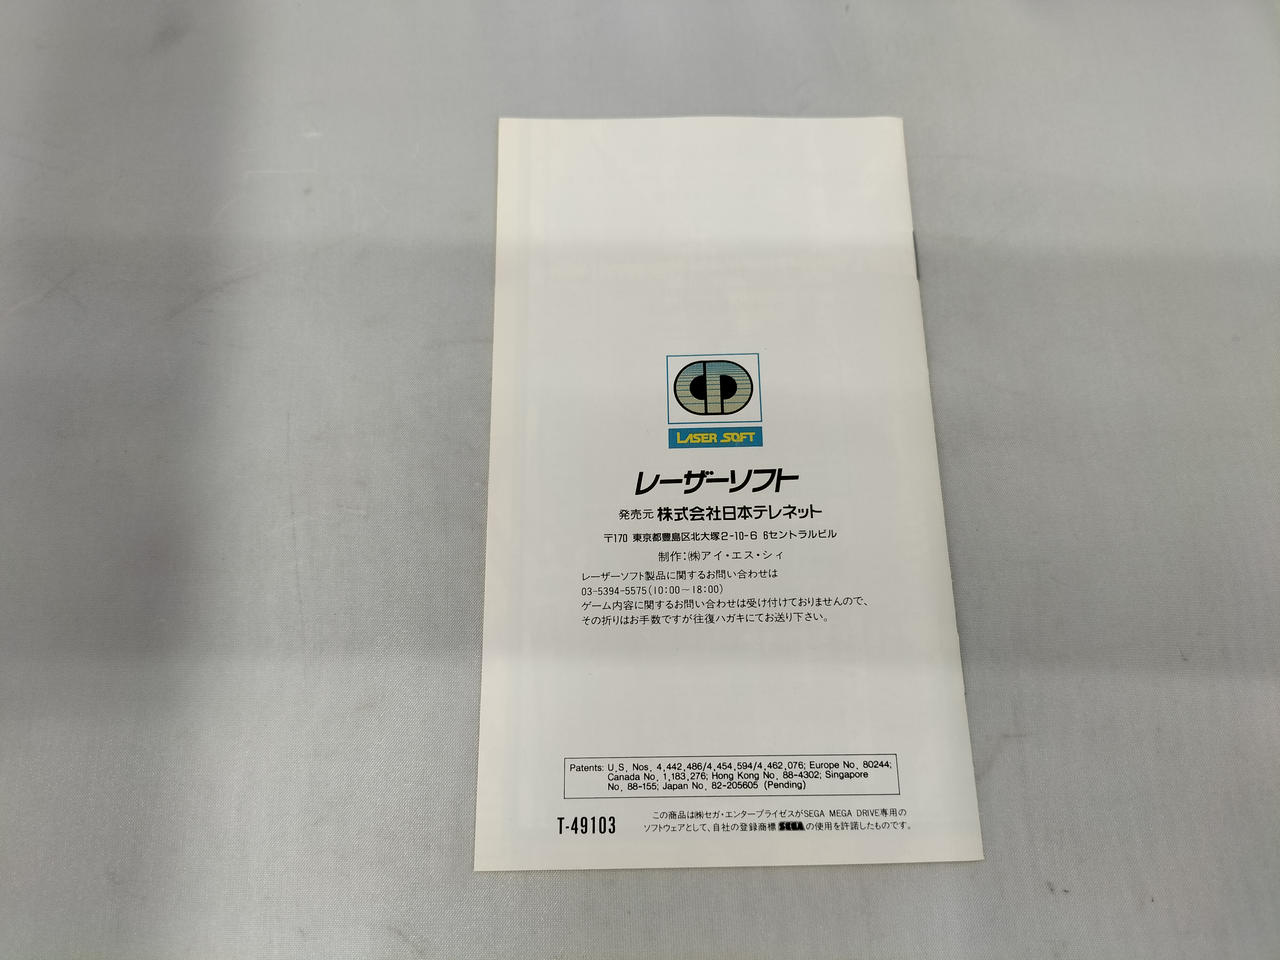 LASER SOFT
レーザーソフト
発売元 株式会社日本テレネット
〒170 東京都豊島区北大塚2-10-6 6セントラルビル
制作:㈱アイ・エス・シィ
レーザーソフト製品に関するお問い合わせは
03-5394-5575(10:00～18:00)
ゲーム内容に関するお問い合わせは受け付けておりませんので、
その折りはお手数ですが往復ハガキにてお送り下さい。
Patents: U.S. Nos. 4,442,486/4,454,594/4,462,076; Europe No. 80244;
Canada No. 1,183,276; Hong Kong No. 88-4302; Singapore
No. 88-155; Japan No. 82-205605 (Pending)
T-49103
この商品は㈱セガ・エンタープライゼスがSEGA MEGA DRIVE専用の
ソフトウェアとして、自社の登録商標SEGAの使用を許諾したものです。